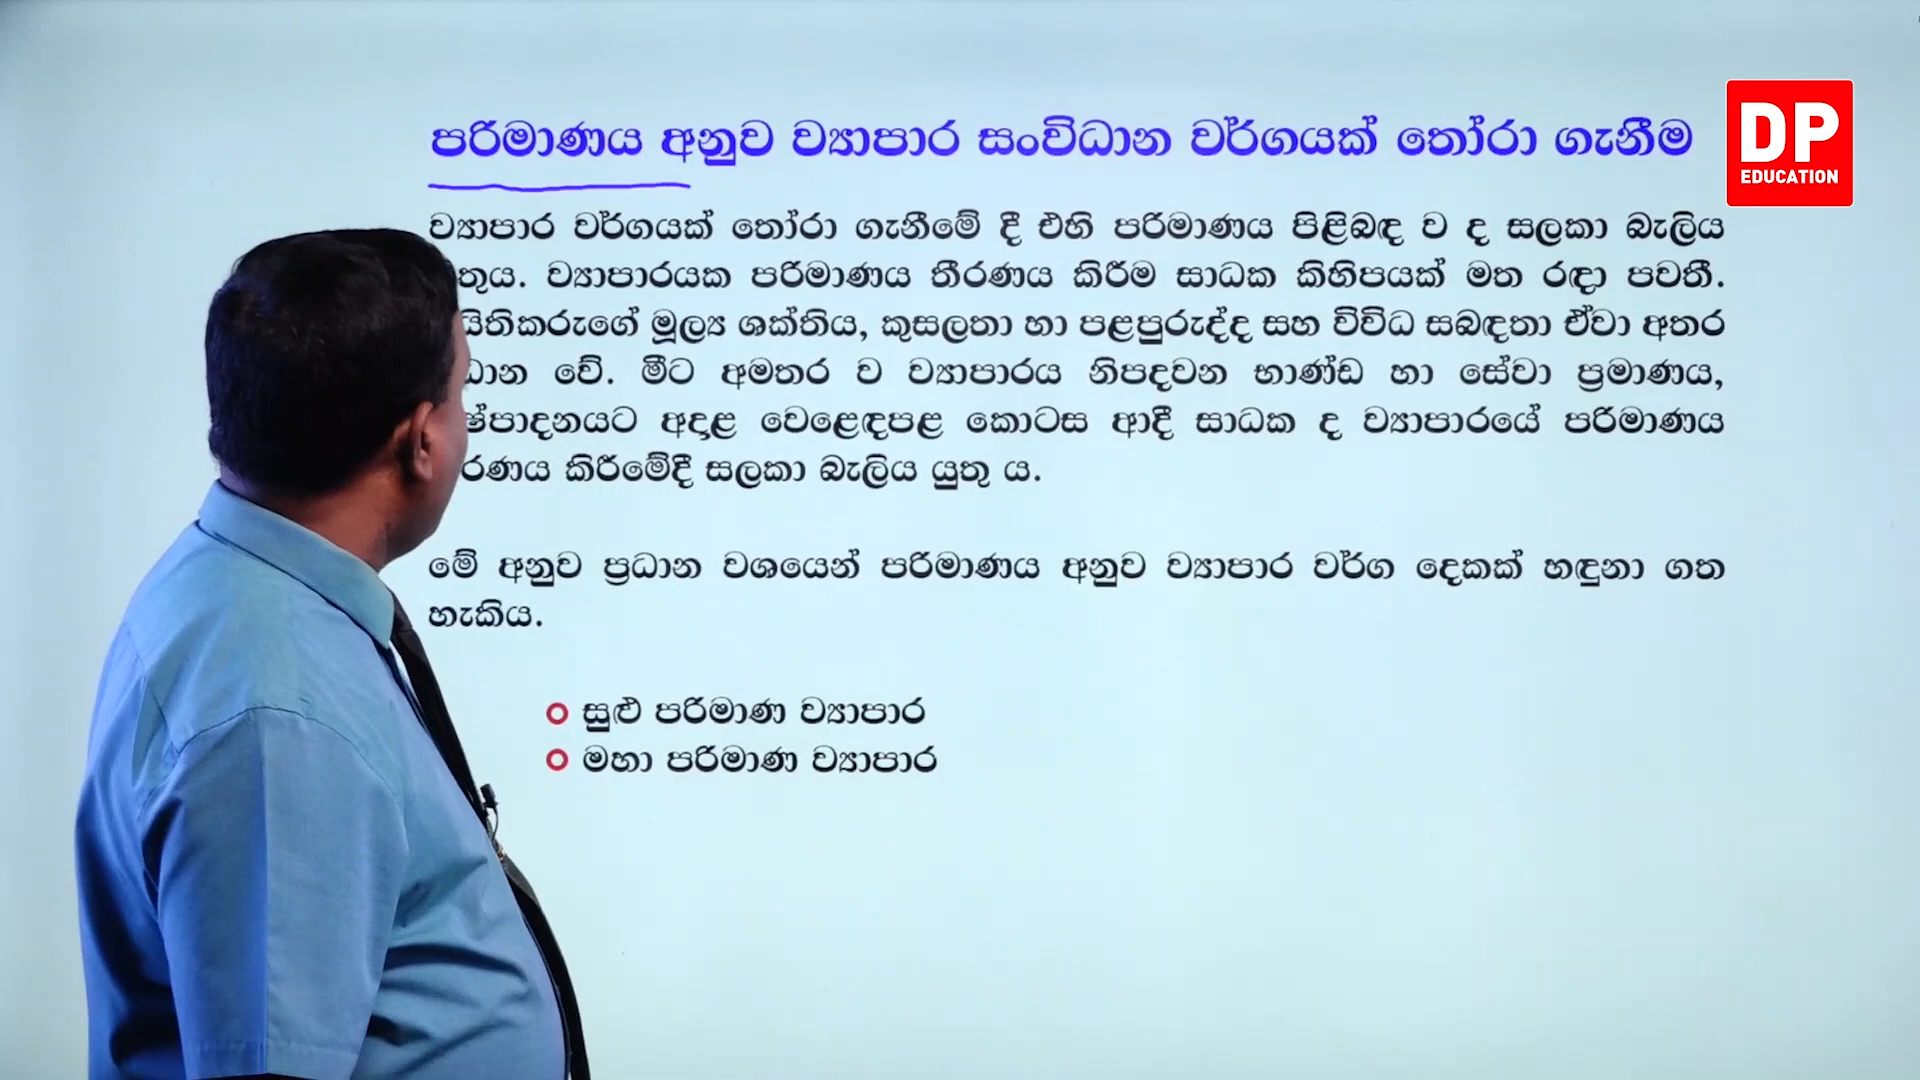 පරිමාණය අනුව ව්‍යාපාර සංවිධාන වර්ගයක් තෝරා ගැනීම
DP
EDUCATION
ව්‍යාපාර වර්ගයක් තෝරා ගැනීමේ දී එහි පරිමාණය පිළිබඳ ව ද සලකා බැලිය
ව්‍යාපාරයක පරිමාණය තීරණය කිරීම සාධක කිහිපයක් මත රඳා පවතී.
මූල්‍ය ශක්තිය, කුසලතා හා පළපුරුද්ද සහ විවිධ සබඳතා ඒවා අතර
වේ. මීට අමතර ව ව්‍යාපාරය නිපදවන භාණ්ඩ හා සේවා ප්‍රමාණය,
අදාළ වෙළෙඳපළ කොටස ආදී සාධක ද ව්‍යාපාරයේ පරිමාණය
කිරීමේදී සලකා බැලිය යුතු ය.
මේ අනුව ප්‍රධාන වශයෙන් පරිමාණය අනුව ව්‍යාපාර වර්ග දෙකක් හඳුනා ගත
හැකිය.
සුළු පරිමාණ ව්‍යාපාර
මහා පරිමාණ ව්‍යාපාර